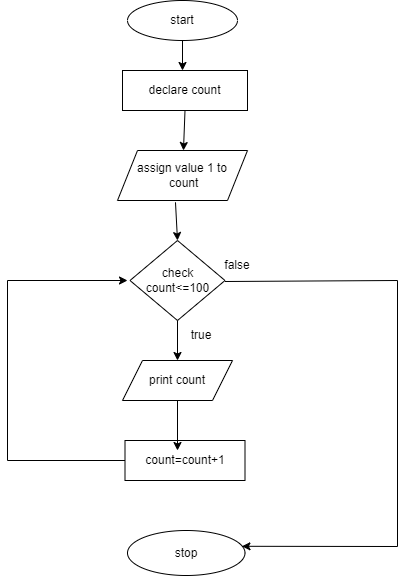 start
declare count
assign value 1 to
count
check
count<=100
false
true
print count
count=count+1
stop